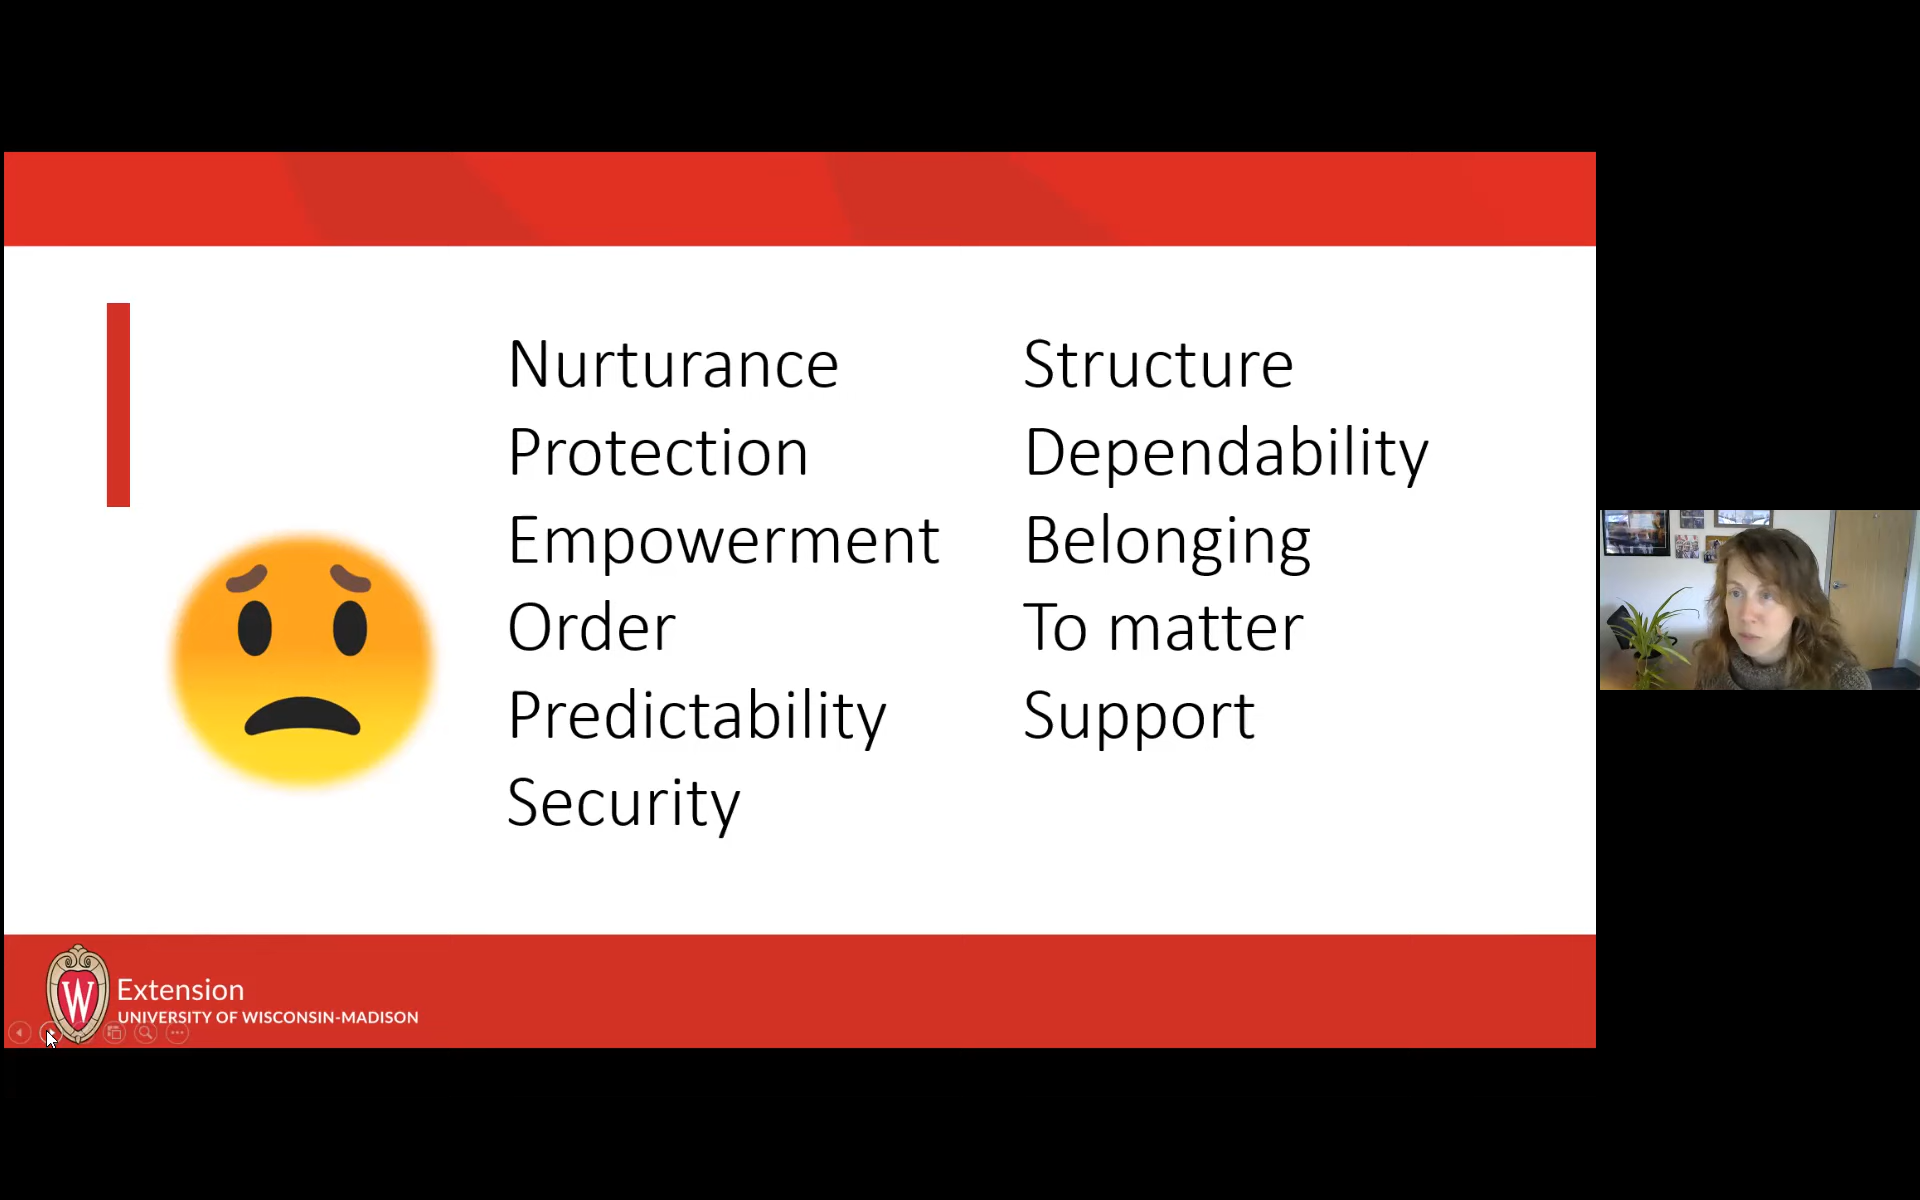 Nurturance
Protection
Empowerment
Order
Predictability
Security
Structure
Dependability
Belonging
To matter
Support
W
Extension
UNIVERSITY OF WISCONSIN-MADISON